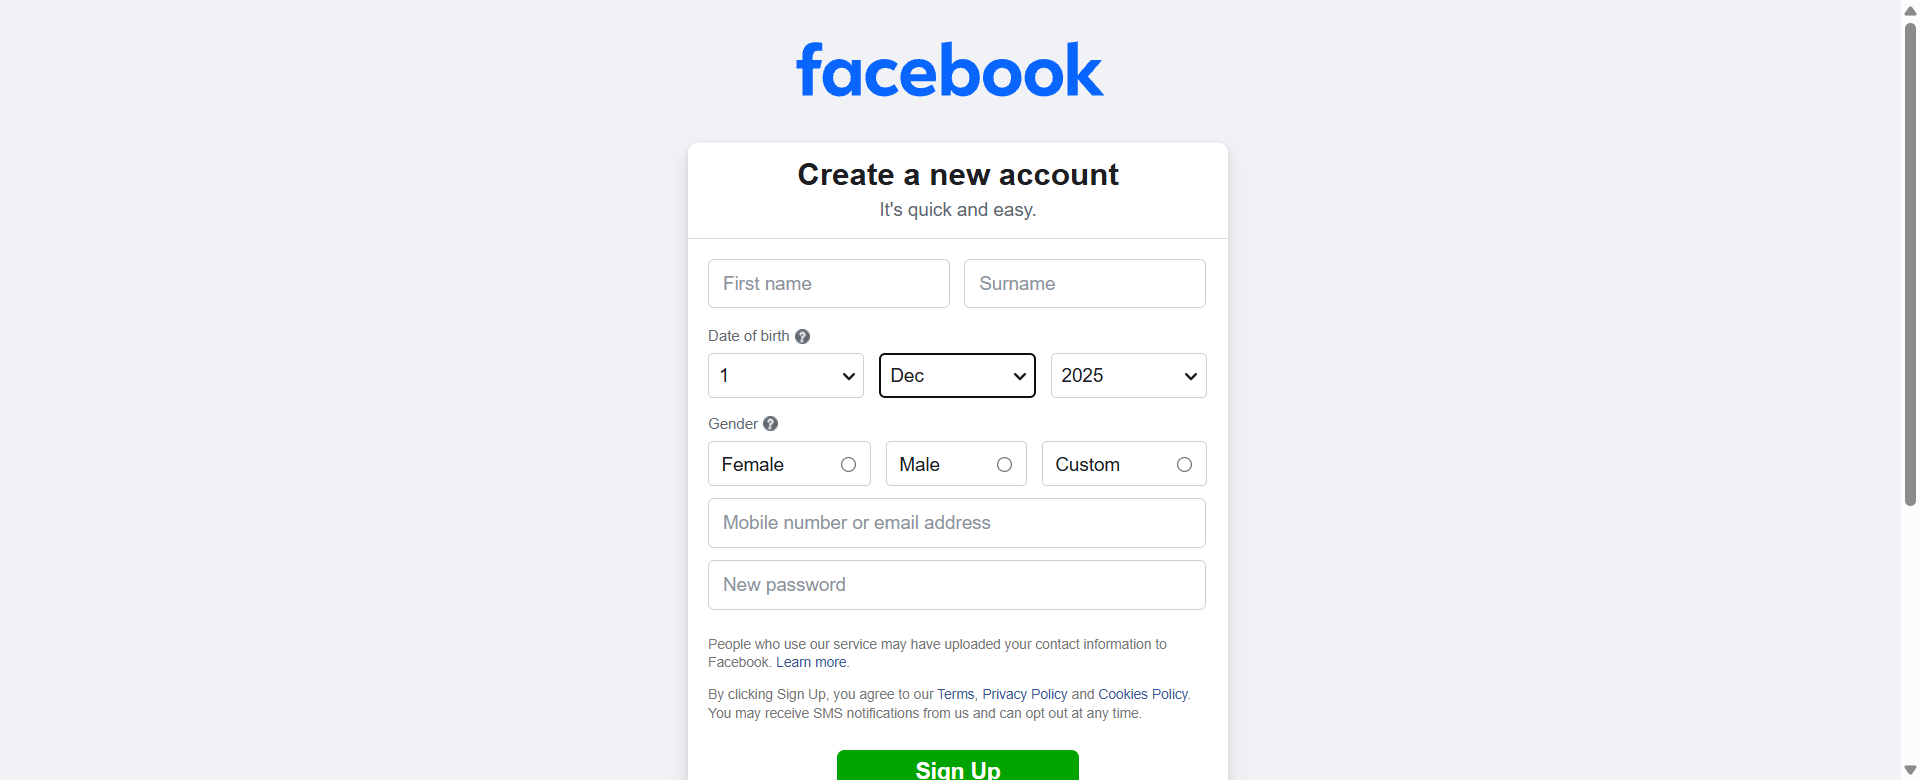 facebook
Create a new account
It's quick and easy.
First name Surname
Date of birth ?
1 Dec 2025
Gender ?
Female Male Custom
Mobile number or email address
New password
People who use our service may have uploaded your contact information to
Facebook. Learn more.
By clicking Sign Up, you agree to our Terms, Privacy Policy and Cookies Policy.
You may receive SMS notifications from us and can opt out at any time.
Sign Up